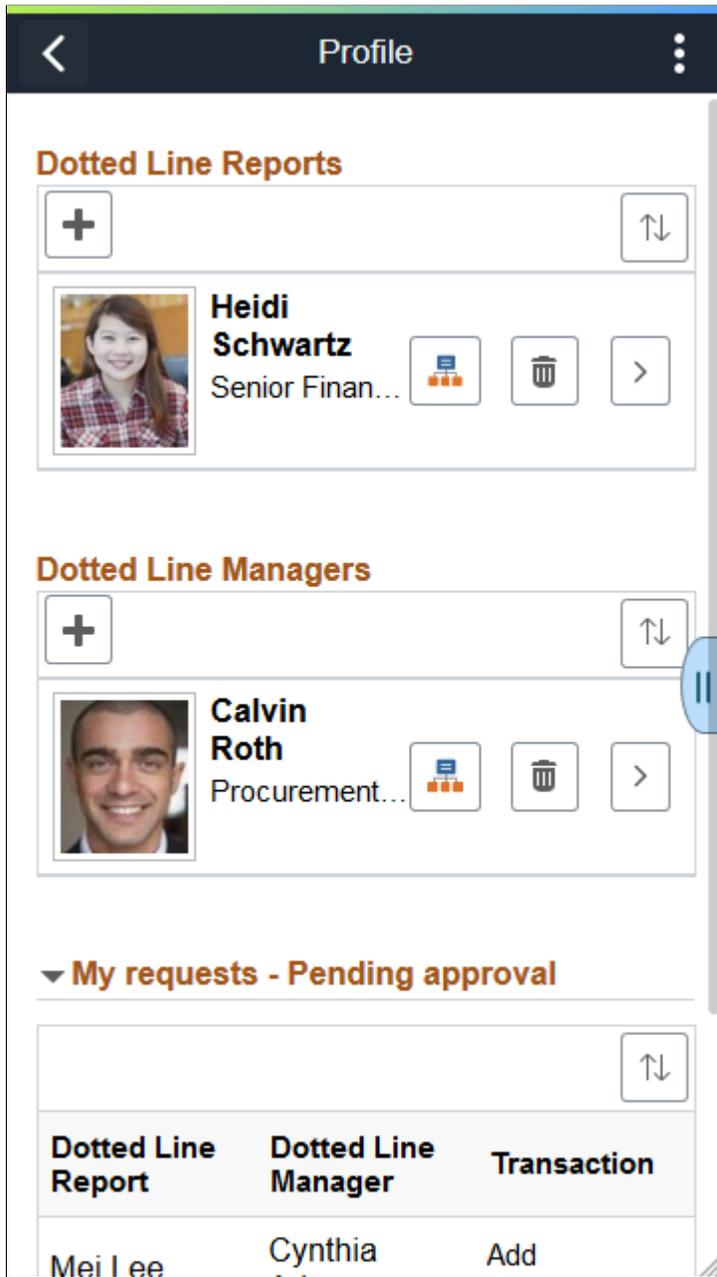 Profile
Dotted Line Reports
Heidi
Schwartz
Senior Finan...
Dotted Line Managers
Calvin
Roth
Procurement...
My requests - Pending approval
Dotted Line Report
Dotted Line Manager
Transaction
Mei Lee
Cynthia
Add